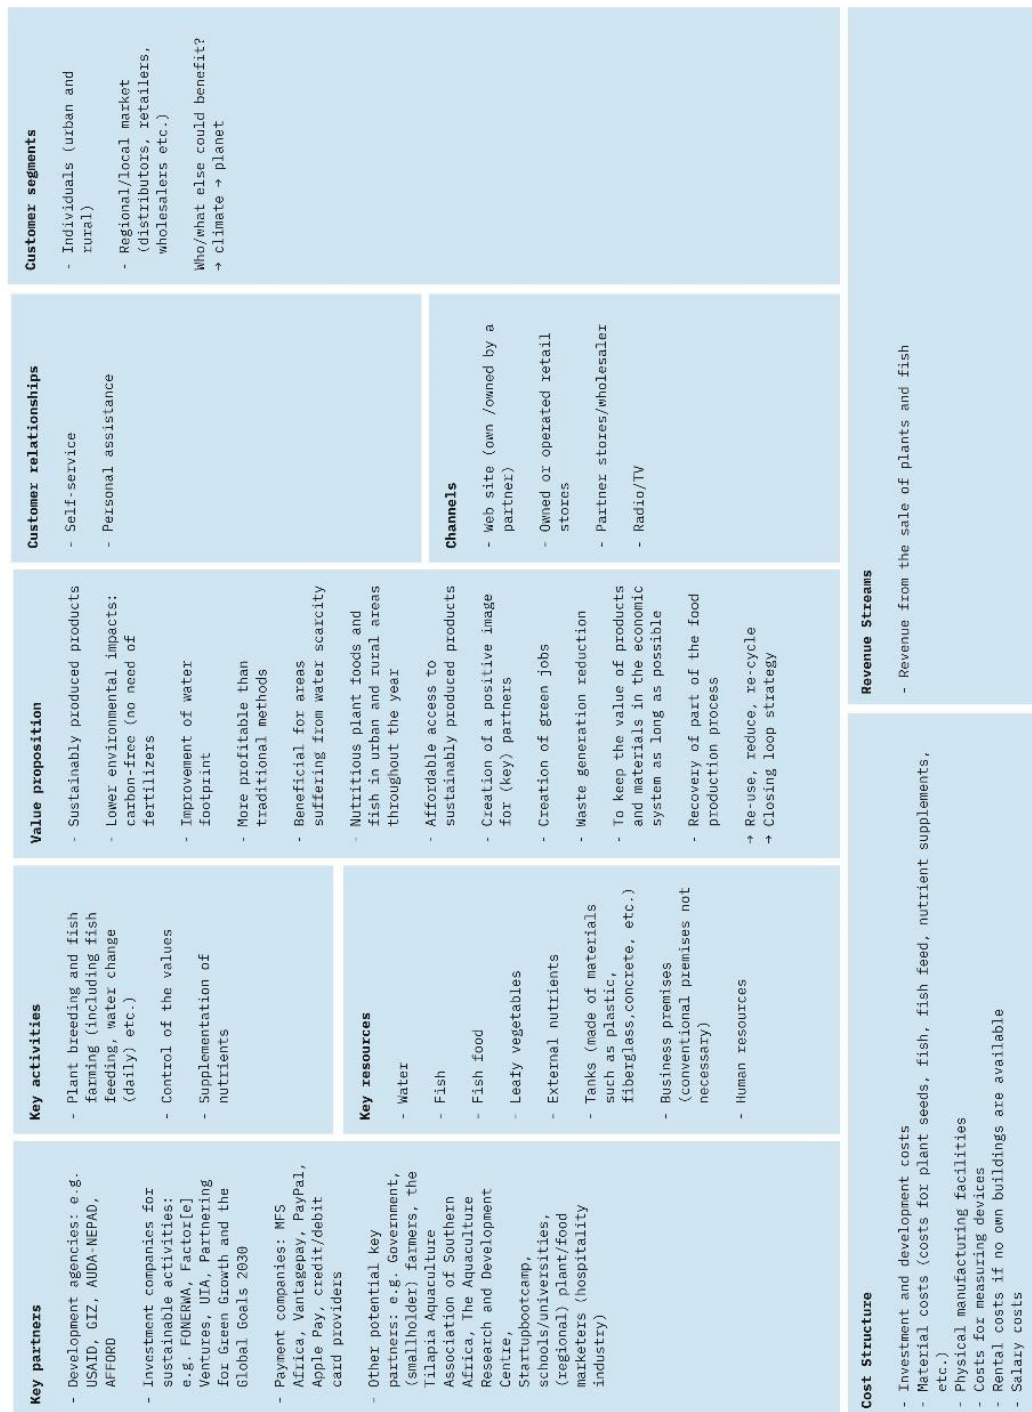 Key partners
- Development agencies: e.g.
USAID, GIZ, AUDA-NEPAD,
AFFORD
- Investment companies for
sustainable activities:
e.g. FONERWA, Factor[e]
Ventures, UIA, Partnering
for Green Growth and the
Global Goals 2030
- Payment companies: MFS
Africa, Vantagepay, PayPal,
Apple Pay, credit/debit
card providers
- Other potential key
partners: e.g. Government,
(smallholder) farmers, the
Tilapia Aquaculture
Association of Southern
Africa, The Aquaculture
Research and Development
Centre,
Startupbootcamp,
schools/universities,
(regional) plant/food
marketers (hospitality
industry)
Key activities
- Plant breeding and fish
farming (including fish
feeding, water change
(daily) etc.)
- Control of the values
- Supplementation of
nutrients
Key resources
- Water
- Fish
- Fish food
- Leafy vegetables
- External nutrients
- Tanks (made of materials
such as plastic,
fiberglass,concrete, etc.)
- Business premises
(conventional premises not
necessary)
- Human resources
Value proposition
- Sustainably produced products
- Lower environmental impacts:
carbon-free (no need of
fertilizers
- Improvement of water
footprint
- More profitable than
traditional methods
- Beneficial for areas
suffering from water scarcity
- Nutritious plant foods and
fish in urban and rural areas
throughout the year
- Affordable access to
sustainably produced products
- Creation of a positive image
for (key) partners
- Creation of green jobs
- Waste generation reduction
- To keep the value of products
and materials in the economic
system as long as possible
- Recovery of part of the food
production process
→ Re-use, reduce, re-cycle
→ Closing loop strategy
Customer relationships
- Self-service
- Personal assistance
Channels
- Web site (own /owned by a
partner)
- Owned or operated retail
stores
- Partner stores/wholesaler
- Radio/TV
Customer segments
- Individuals (urban and
rural)
- Regional/local market
(distributors, retailers,
wholesalers etc.)
Who/what else could benefit?
→ climate → planet
Cost Structure
- Investment and development costs
- Material costs (costs for plant seeds, fish, fish feed, nutrient supplements,
etc.)
- Physical manufacturing facilities
- Costs for measuring devices
- Rental costs if no own buildings are available
- Salary costs
Revenue Streams
- Revenue from the sale of plants and fish